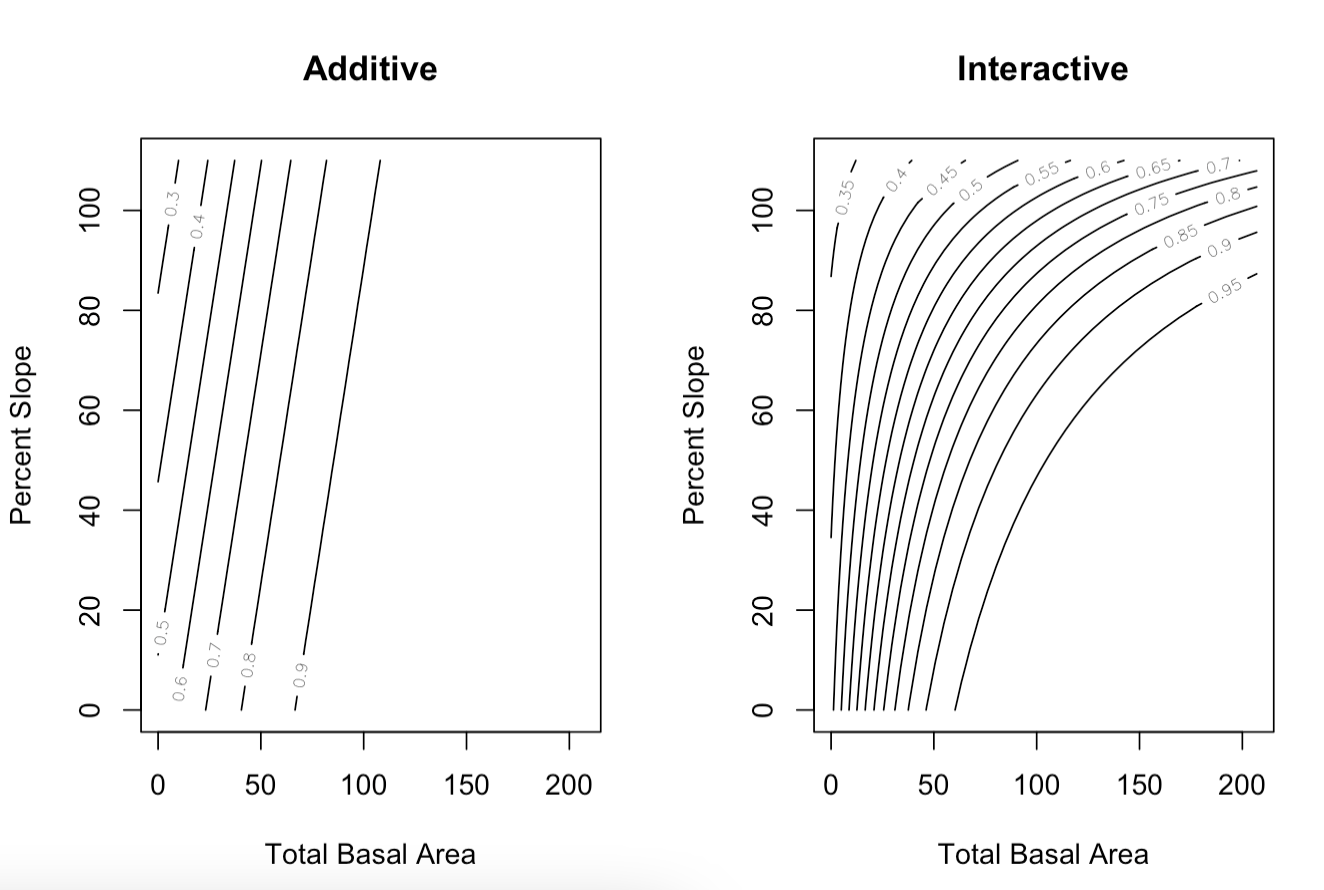 Additive
Percent Slope
0 20 40 60 80 100
0.3
0.4
0.5
0.6
0.7
0.8
0.9
0 50 100 150 200
Total Basal Area
Interactive
Percent Slope
0 20 40 60 80 100
0.35
0.4
0.45
0.5
0.55
0.6
0.65
0.7
0.75
0.8
0.85
0.9
0.95
0 50 100 150 200
Total Basal Area